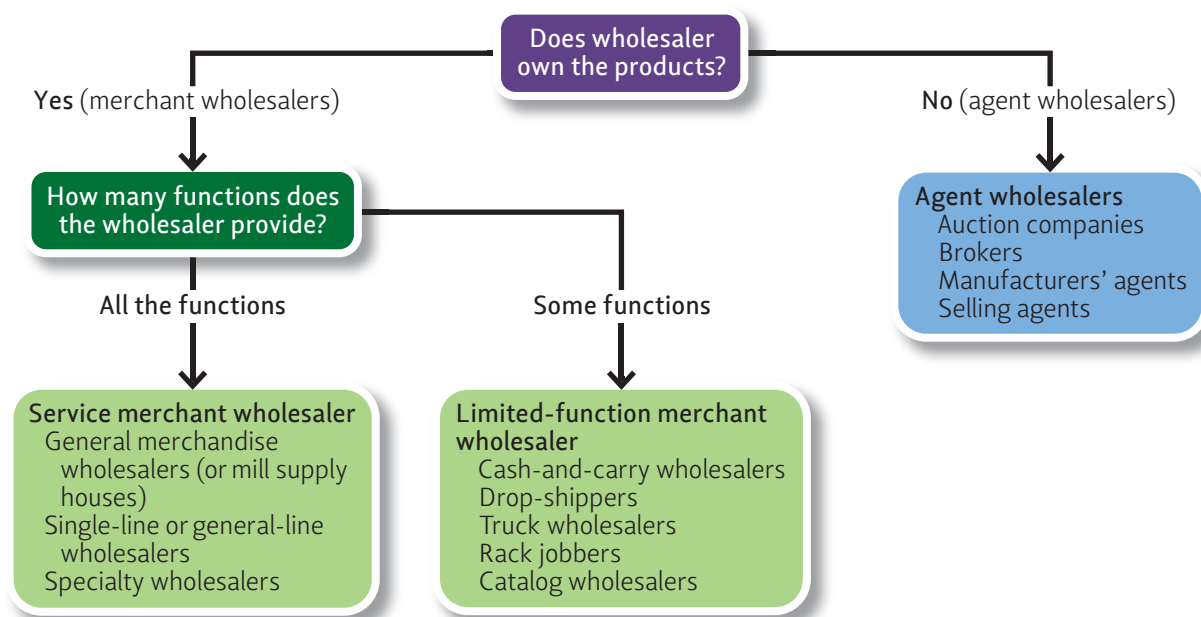 Does wholesaler
own the products?
Yes (merchant wholesalers)
No (agent wholesalers)
How many functions does
the wholesaler provide?
Agent wholesalers
Auction companies
Brokers
Manufacturers’ agents
Selling agents
All the functions
Some functions
Service merchant wholesaler
General merchandise
wholesalers (or mill supply
houses)
Single-line or general-line
wholesalers
Specialty wholesalers
Limited-function merchant
wholesaler
Cash-and-carry wholesalers
Drop-shippers
Truck wholesalers
Rack jobbers
Catalog wholesalers